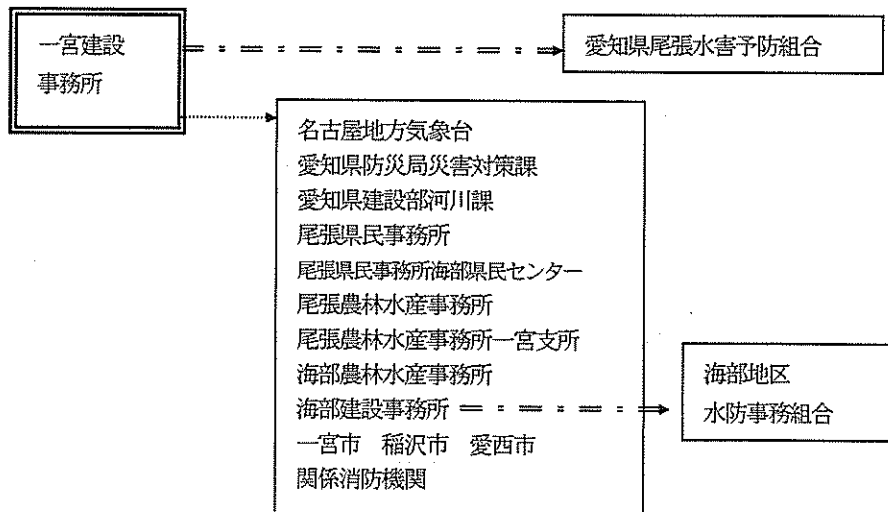 一宮建設
事務所
愛知県尾張水害予防組合
名古屋地方気象台
愛知県防災局災害対策課
愛知県建設部河川課
尾張県民事務所
尾張県民事務所海部県民センター
尾張農林水産事務所
尾張農林水産事務所一宮支所
海部農林水産事務所
海部建設事務所
海部地区
水防事務組合
一宮市　稲沢市　愛西市
関係消防機関